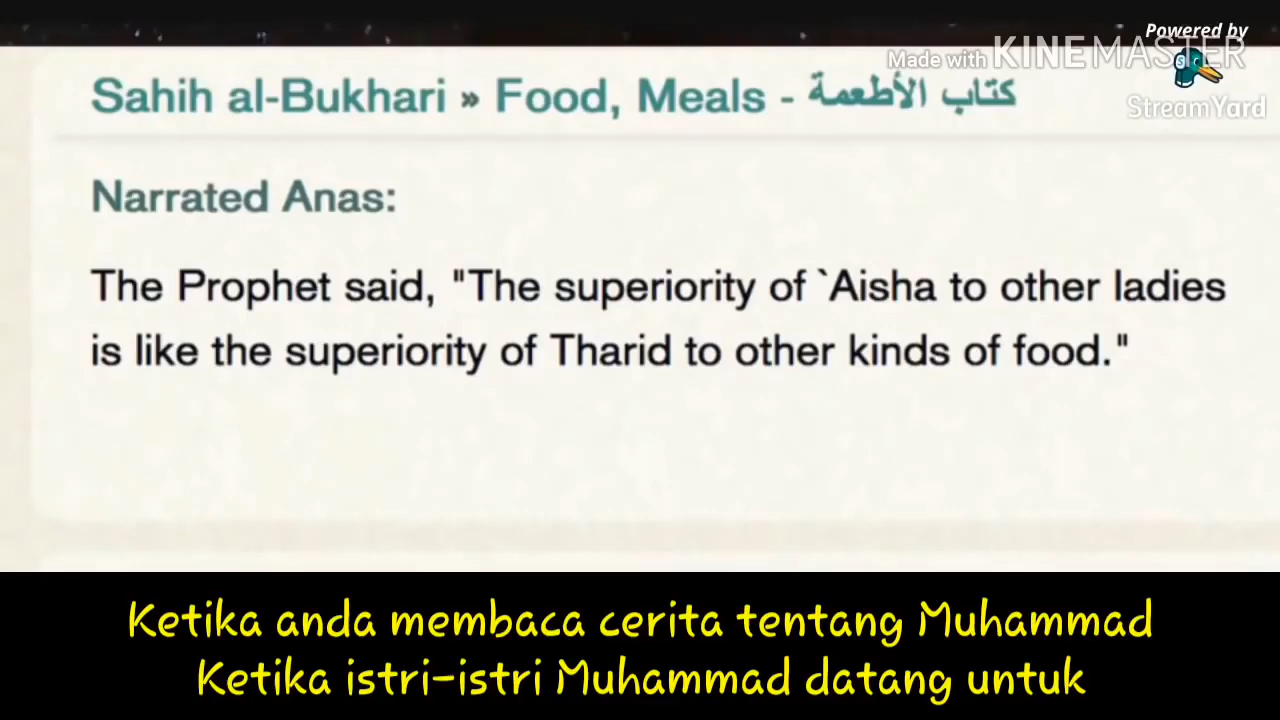 Powered by
Made with KINEMASTER
StreamYard
Sahih al-Bukhari » Food, Meals - كتاب الأطعمة
Narrated Anas:
The Prophet said, "The superiority of `Aisha to other ladies
is like the superiority of Tharid to other kinds of food."
Ketika anda membaca cerita tentang Muhammad
Ketika istri-istri Muhammad datang untuk